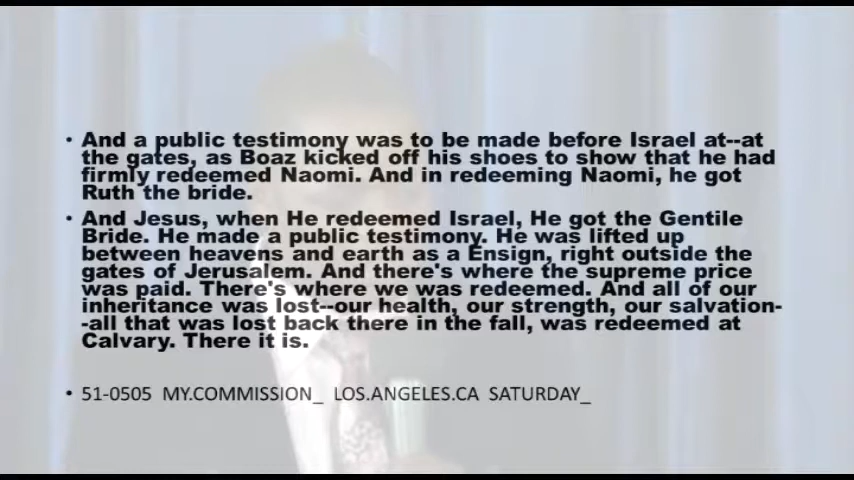 • And a public testimony was to be made before Israel at--at
the gates, as Boaz kicked off his shoes to show that he had
firmly redeemed Naomi. And in redeeming Naomi, he got
Ruth the bride.
• And Jesus, when He redeemed Israel, He got the Gentile
Bride. He made a public testimony. He was lifted up
between heavens and earth as a Ensign, right outside the
gates of Jerusalem. And there's where the supreme price
was paid. There's where we was redeemed. And all of our
inheritance was lost--our health, our strength, our salvation-
-all that was lost back there in the fall, was redeemed at
Calvary. There it is.
• 51-0505 MY.COMMISSION_ LOS.ANGELES.CA SATURDAY_